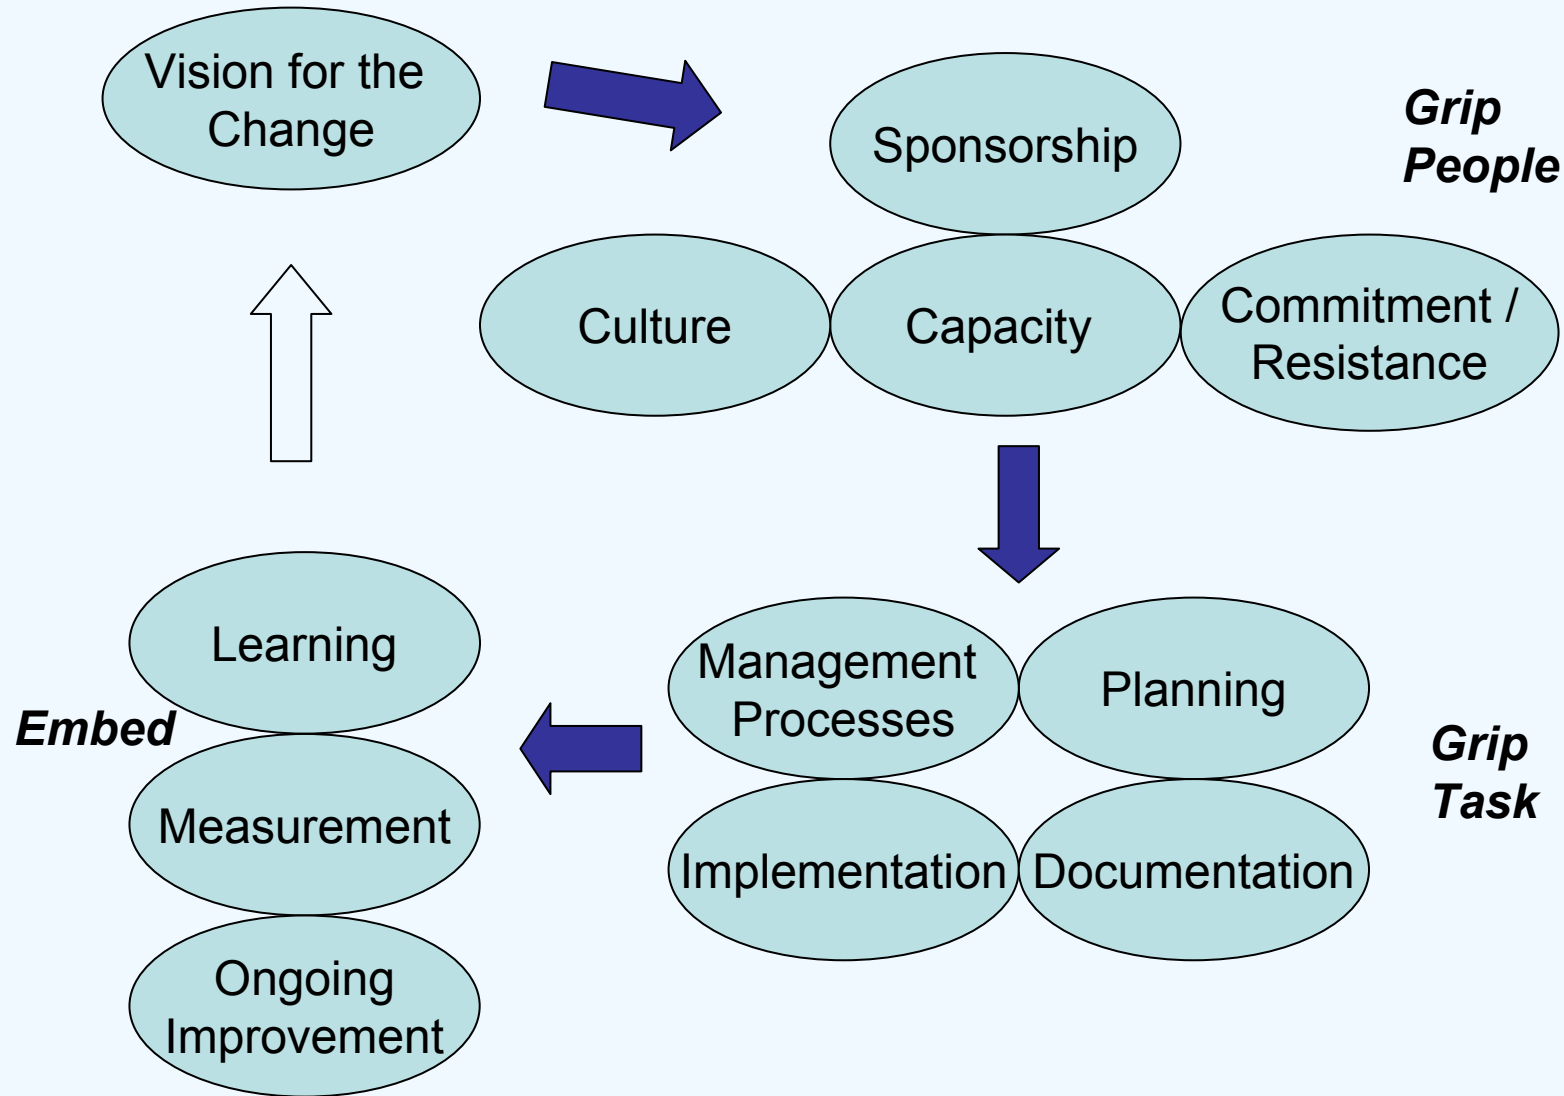 Vision for the
Change
Sponsorship
Grip
People
Culture
Capacity
Commitment /
Resistance
Learning
Management
Processes
Planning
Embed
Grip
Task
Measurement
Implementation
Documentation
Ongoing
Improvement